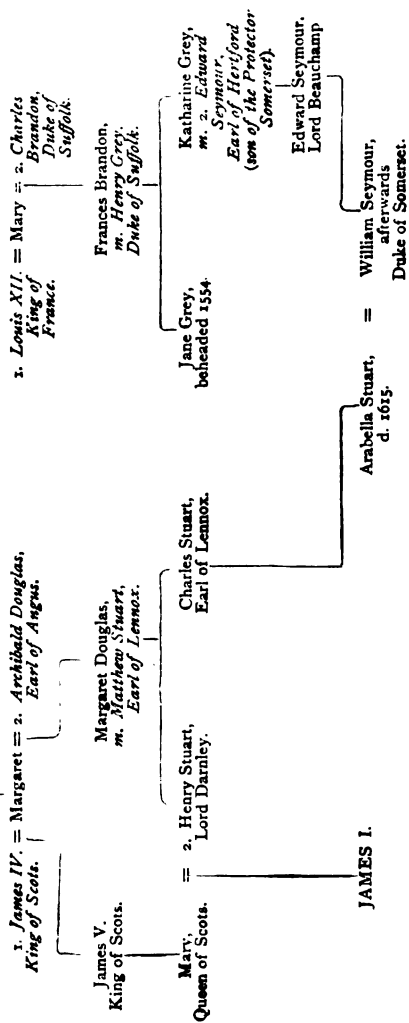 1. James IV. = Margaret = 2. Archibald Douglas,
King of Scots.
Earl of Angus.
1. Louis XII. = Mary = 2. Charles
King of
France.
Brandon,
Duke of
Suffolk.
James V.
King of Scots.
Margaret Douglas,
m. Matthew Stuart,
Earl of Lennox.
Frances Brandon,
m. Henry Grey,
Duke of Suffolk.
Mary,
Queen of Scots.
=
2. Henry Stuart,
Lord Darnley.
Charles Stuart,
Earl of Lennox.
Jane Grey,
beheaded 1554.
Katharine Grey,
m. 2. Edward
Seymour,
Earl of Hertford
(son of the Protector
Somerset).
Edward Seymour,
Lord Beauchamp
JAMES I.
Arabella Stuart,
d. 1615.
=
William Seymour,
afterwards
Duke of Somerset.